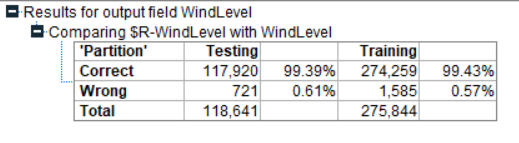 Results for output field WindLevel
Comparing $R-WindLevel with WindLevel
'Partition' Testing Training
Correct 117,920 99.39% 274,259 99.43%
Wrong 721 0.61% 1,585 0.57%
Total 118,641 275,844